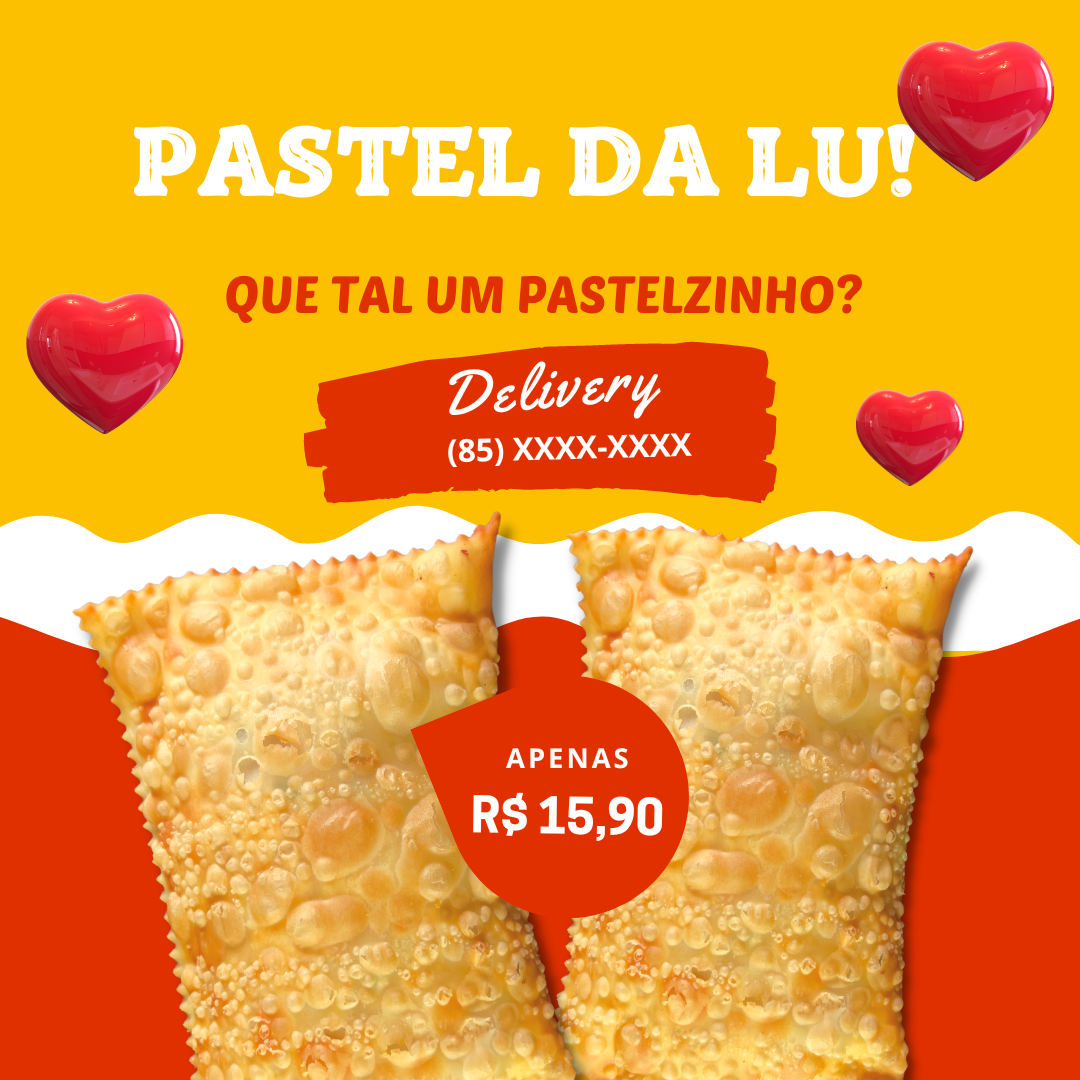 PASTEL DA LU!
QUE TAL UM PASTELZINHO?
Delivery
(85) XXXX-XXXX
APENAS
R$ 15,90